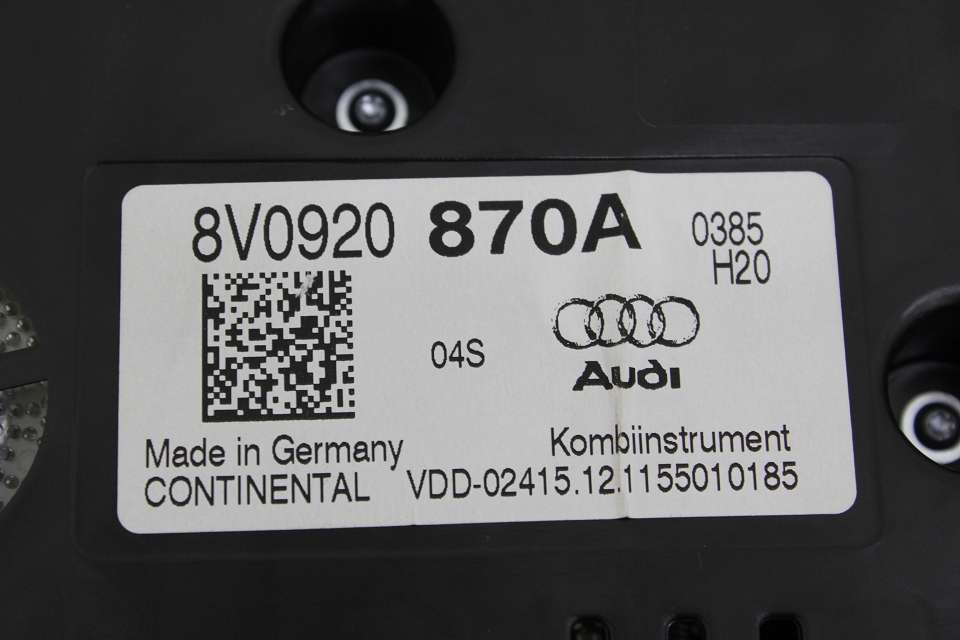 8V0920 870A 0385
H20
04S
Audi
Made in Germany Kombiinstrument
CONTINENTAL VDD-02415.12.1155010185